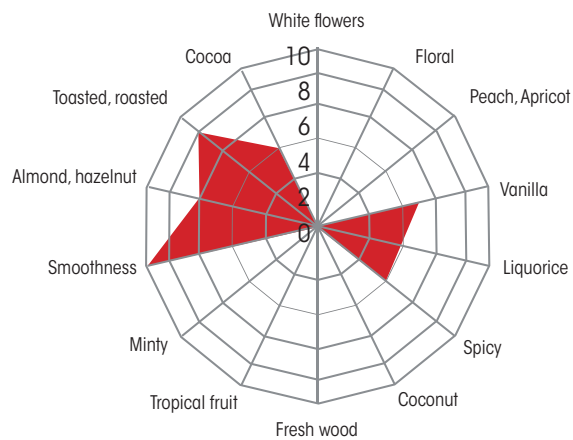 White flowers
Floral
Peach, Apricot
Vanilla
Liquorice
Spicy
Coconut
Fresh wood
Tropical fruit
Minty
Smoothness
Almond, hazelnut
Toasted, roasted
Cocoa
10
8
6
4
2
0